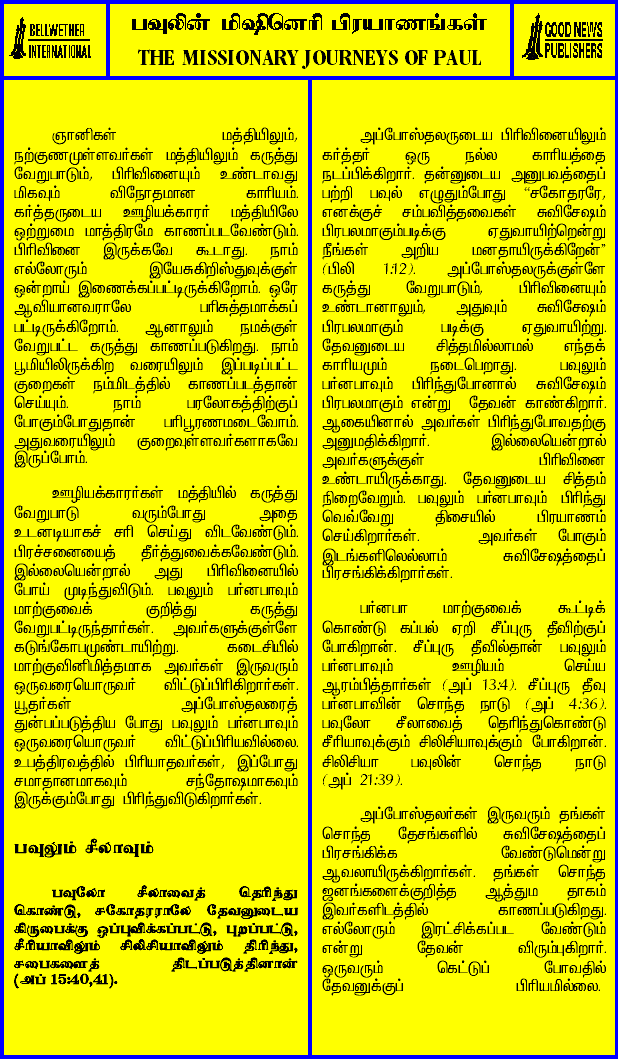 BELLWETHER
INTERNATIONAL
பவுலின் மிஷினெரி பிரயாணங்கள்
THE MISSIONARY JOURNEYS OF PAUL
GOOD NEWS
PUBLISHERS
ஞானிகள் மத்தியிலும்,
நற்குணமுள்ளவர்கள் மத்தியிலும் கருத்து
வேறுபாடும், பிரிவினையும் உண்டாவது
மிகவும் விநோதமான காரியம்.
கர்த்தருடைய ஊழியக்காரர் மத்தியிலே
ஒற்றுமை மாத்திரமே காணப்படவேண்டும்.
பிரிவினை இருக்கவே கூடாது. நாம்
எல்லோரும் இயேசுகிறிஸ்துவுக்குள்
ஒன்றாய் இணைக்கப்பட்டிருக்கிறோம். ஒரே
ஆவியானவராலே பரிசுத்தமாக்கப்
பட்டிருக்கிறோம். ஆனாலும் நமக்குள்
வேறுபட்ட கருத்து காணப்படுகிறது. நாம்
பூமியிலிருக்கிற வரையிலும் இப்படிப்பட்ட
குறைகள் நம்மிடத்தில் காணப்படத்தான்
செய்யும். நாம் பரலோகத்திற்குப்
போகும்போதுதான் பரிபூரணமடைவோம்.
அதுவரையிலும் குறைவுள்ளவர்களாகவே
இருப்போம்.
ஊழியக்காரர்கள் மத்தியில் கருத்து
வேறுபாடு வரும்போது அதை
உடனடியாகச் சரி செய்து விடவேண்டும்.
பிரச்சனையைத் தீர்த்துவைக்கவேண்டும்.
இல்லையென்றால் அது பிரிவினையில்
போய் முடிந்துவிடும். பவுலும் பர்னபாவும்
மாற்குவைக் குறித்து கருத்து
வேறுபட்டிருந்தார்கள். அவர்களுக்குள்ளே
கடுங்கோபமுண்டாயிற்று. கடைசியில்
மாற்குவினிமித்தமாக அவர்கள் இருவரும்
ஒருவரையொருவர் விட்டுப்பிரிகிறார்கள்.
யூதர்கள் அப்போஸ்தலரைத்
துன்பப்படுத்திய போது பவுலும் பர்னபாவும்
ஒருவரையொருவர் விட்டுப்பிரியவில்லை.
உபத்திரவத்தில் பிரியாதவர்கள், இப்போது
சமாதானமாகவும் சந்தோஷமாகவும்
இருக்கும்போது பிரிந்துவிடுகிறார்கள்.
பவுலும் சீலாவும்
பவுலோ சீலாவைத் தெரிந்து
கொண்டு, சகோதரராலே தேவனுடைய
கிருபைக்கு ஒப்புவிக்கப்பட்டு, புறப்பட்டு,
சீரியாவிலும் சிலிசியாவிலும் திரிந்து,
சபைகளைத் திடப்படுத்தினான்
(அப் 15:40,41).
அப்போஸ்தலருடைய பிரிவினையிலும்
கர்த்தர் ஒரு நல்ல காரியத்தை
நடப்பிக்கிறார். தன்னுடைய அனுபவத்தைப்
பற்றி பவுல் எழுதும்போது “சகோதரரே,
எனக்குச் சம்பவித்தவைகள் சுவிசேஷம்
பிரபலமாகும்படிக்கு ஏதுவாயிற்றென்று
நீங்கள் அறிய மனதாயிருக்கிறேன்”
(பிலி 1:12). அப்போஸ்தலருக்குள்ளே
கருத்து வேறுபாடும், பிரிவினையும்
உண்டானாலும், அதுவும் சுவிசேஷம்
பிரபலமாகும் படிக்கு ஏதுவாயிற்று.
தேவனுடைய சித்தமில்லாமல் எந்தக்
காரியமும் நடைபெறாது. பவுலும்
பர்னபாவும் பிரிந்துபோனால் சுவிசேஷம்
பிரபலமாகும் என்று தேவன் காண்கிறார்.
ஆகையினால் அவர்கள் பிரிந்துபோவதற்கு
அனுமதிக்கிறார். இல்லையென்றால்
அவர்களுக்குள் பிரிவினை
உண்டாயிருக்காது. தேவனுடைய சித்தம்
நிறைவேறும். பவுலும் பர்னபாவும் பிரிந்து
வெவ்வேறு திசையில் பிரயாணம்
செய்கிறார்கள். அவர்கள் போகும்
இடங்களிலெல்லாம் சுவிசேஷத்தைப்
பிரசங்கிக்கிறார்கள்.
பர்னபா மாற்குவைக் கூட்டிக்
கொண்டு கப்பல் ஏறி சீப்புரு தீவிற்குப்
போகிறான். சீப்புரு தீவில்தான் பவுலும்
பர்னபாவும் ஊழியம் செய்ய
ஆரம்பித்தார்கள் (அப் 13:4). சீப்புரு தீவு
பர்னபாவின் சொந்த நாடு (அப் 4:36).
பவுலோ சீலாவைத் தெரிந்துகொண்டு
சீரியாவுக்கும் சிலிசியாவுக்கும் போகிறான்.
சிலிசியா பவுலின் சொந்த நாடு
(அப் 21:39).
அப்போஸ்தலர்கள் இருவரும் தங்கள்
சொந்த தேசங்களில் சுவிசேஷத்தைப்
பிரசங்கிக்க வேண்டுமென்று
ஆவலாயிருக்கிறார்கள். தங்கள் சொந்த
ஜனங்களைக்குறித்த ஆத்தும தாகம்
இவர்களிடத்தில் காணப்படுகிறது.
எல்லோரும் இரட்சிக்கப்பட வேண்டும்
என்று தேவன் விரும்புகிறார்.
ஒருவரும் கெட்டுப் போவதில்
தேவனுக்குப் பிரியமில்லை.